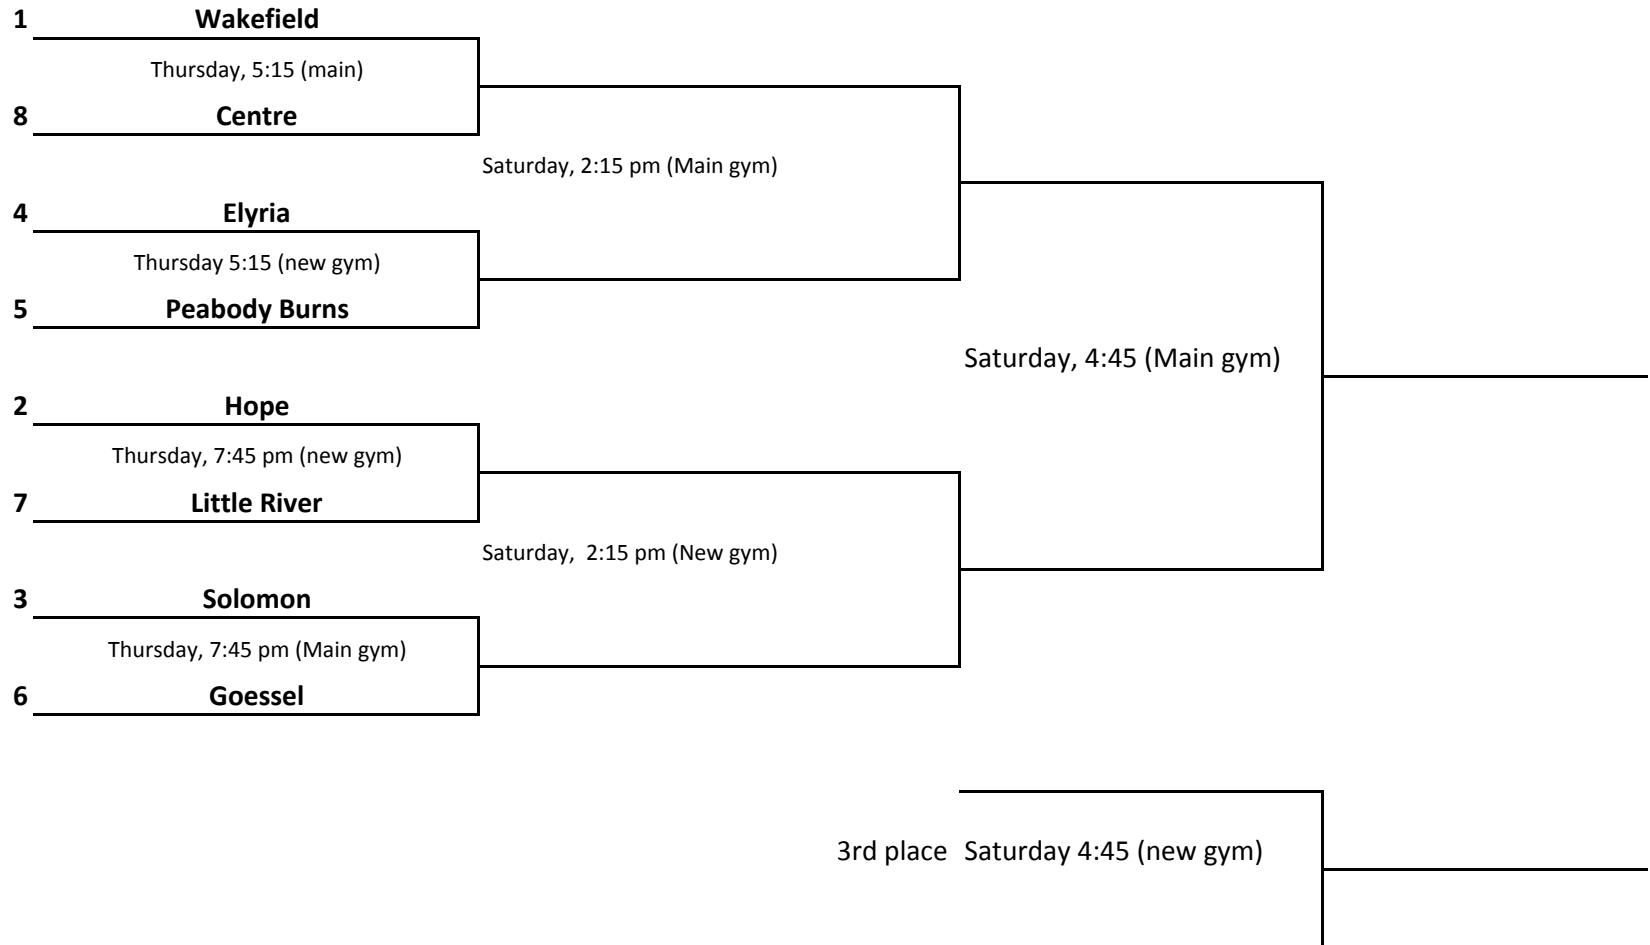 1 Wakefield
Thursday, 5:15 (main)
8 Centre
Saturday, 2:15 pm (Main gym)
4 Elyria
Thursday 5:15 (new gym)
5 Peabody Burns
Saturday, 4:45 (Main gym)
2 Hope
Thursday, 7:45 pm (new gym)
7 Little River
Saturday,  2:15 pm (New gym)
3 Solomon
Thursday, 7:45 pm (Main gym)
6 Goessel
3rd place Saturday 4:45 (new gym)